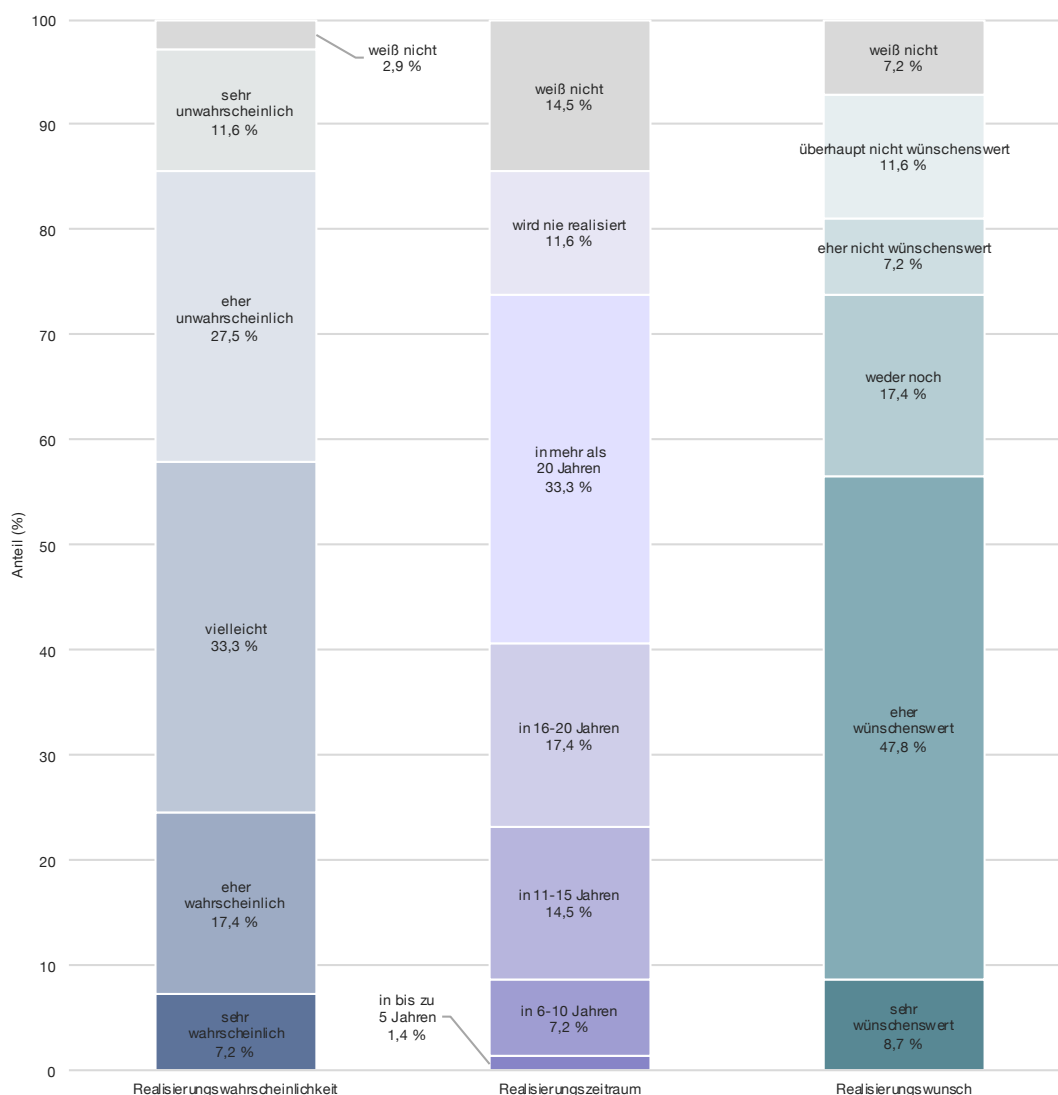 Anteil (%)
100
90
80
70
60
50
40
30
20
10
0
weiß nicht
2,9 %
sehr
unwahrscheinlich
11,6 %
eher
unwahrscheinlich
27,5 %
vielleicht
33,3 %
eher
wahrscheinlich
17,4 %
sehr
wahrscheinlich
7,2 %
Realisierungswahrscheinlichkeit
weiß nicht
14,5 %
wird nie realisiert
11,6 %
in mehr als
20 Jahren
33,3 %
in 16-20 Jahren
17,4 %
in 11-15 Jahren
14,5 %
in 6-10 Jahren
7,2 %
in bis zu
5 Jahren
1,4 %
Realisierungszeitraum
weiß nicht
7,2 %
überhaupt nicht wünschenswert
11,6 %
eher nicht wünschenswert
7,2 %
weder noch
17,4 %
eher
wünschenswert
47,8 %
sehr
wünschenswert
8,7 %
Realisierungswunsch